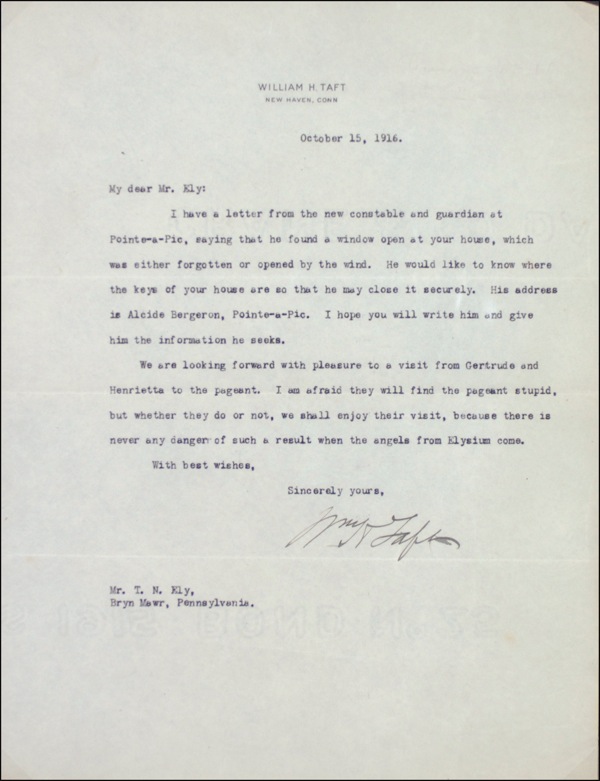 WILLIAM H. TAFT
NEW HAVEN, CONN
October 15, 1916.
My dear Mr. Ely:
I have a letter from the new constable and guardian at
Pointe-a-Pic, saying that he found a window open at your house, which
was either forgotten or opened by the wind. He would like to know where
the keys of your house are so that he may close it securely. His address
is Alcide Bergeron, Pointe-a-Pic. I hope you will write him and give
him the information he seeks.
We are looking forward with pleasure to a visit from Gertrude and
Henrietta to the pageant. I am afraid they will find the pageant stupid,
but whether they do or not, we shall enjoy their visit, because there is
never any danger of such a result when the angels from Elysium come.
With best wishes,
Sincerely yours,
Wm H Taft
Mr. T. N. Ely,
Bryn Mawr, Pennsylvania.